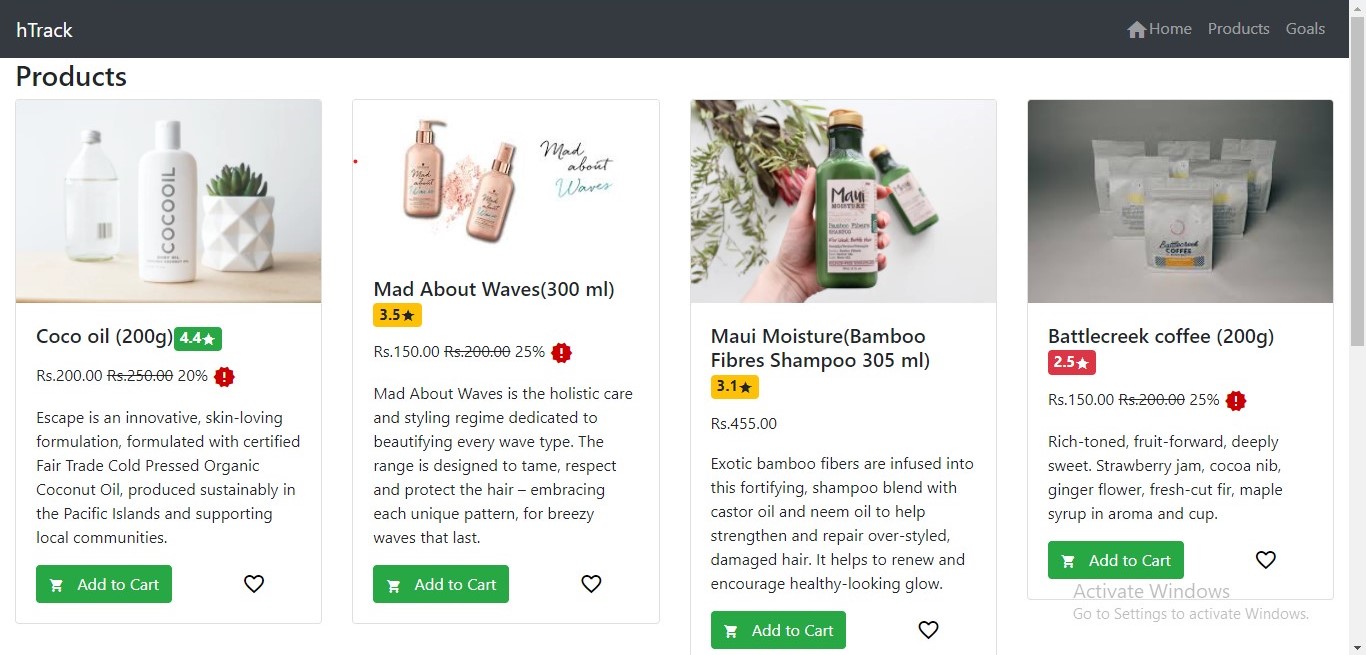 hTrack
Home Products Goals
Products
COCOOIL
Coco oil (200g) 4.4★
Rs.200.00 Rs.250.00 20%
Escape is an innovative, skin-loving
formulation, formulated with certified
Fair Trade Cold Pressed Organic
Coconut Oil, produced sustainably in
the Pacific Islands and supporting
local communities.
Add to Cart
Mad
about
Waves
Mad About Waves(300 ml)
3.5★
Rs.150.00 Rs.200.00 25%
Mad About Waves is the holistic care
and styling regime dedicated to
beautifying every wave type. The
range is designed to tame, respect
and protect the hair – embracing
each unique pattern, for breezy
waves that last.
Add to Cart
Maui
MOISTURE
Bamboo Fibers
SHAMPOO
Maui Moisture(Bamboo
Fibres Shampoo 305 ml)
3.1★
Rs.455.00
Exotic bamboo fibers are infused into
this fortifying, shampoo blend with
castor oil and neem oil to help
strengthen and repair over-styled,
damaged hair. It helps to renew and
encourage healthy-looking glow.
Add to Cart
Battlecreek
COFFEE
Battlecreek coffee (200g)
2.5★
Rs.150.00 Rs.200.00 25%
Rich-toned, fruit-forward, deeply
sweet. Strawberry jam, cocoa nib,
ginger flower, fresh-cut fir, maple
syrup in aroma and cup.
Add to Cart
Activate Windows
Go to Settings to activate Windows.